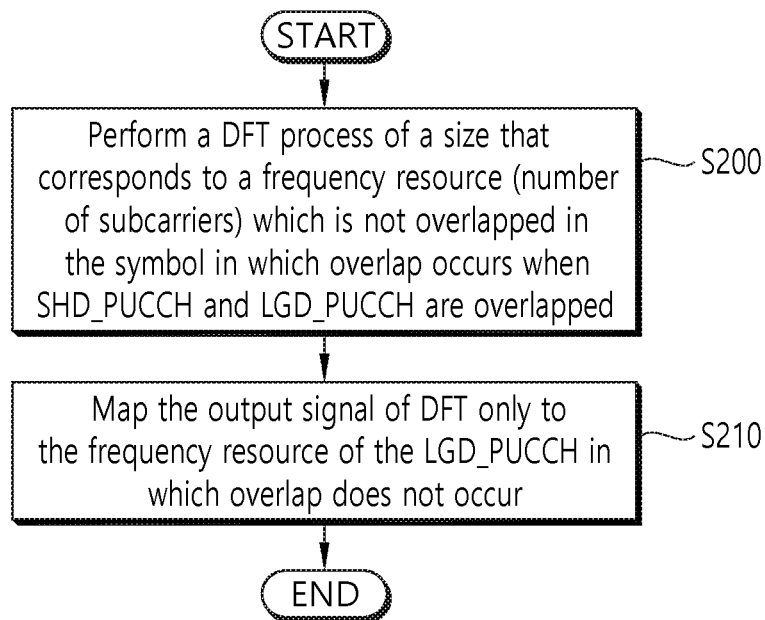 START
Perform a DFT process of a size that
corresponds to a frequency resource (number
of subcarriers) which is not overlapped in
the symbol in which overlap occurs when
SHD_PUCCH and LGD_PUCCH are overlapped
S200
Map the output signal of DFT only to
the frequency resource of the LGD_PUCCH in
which overlap does not occur
S210
END